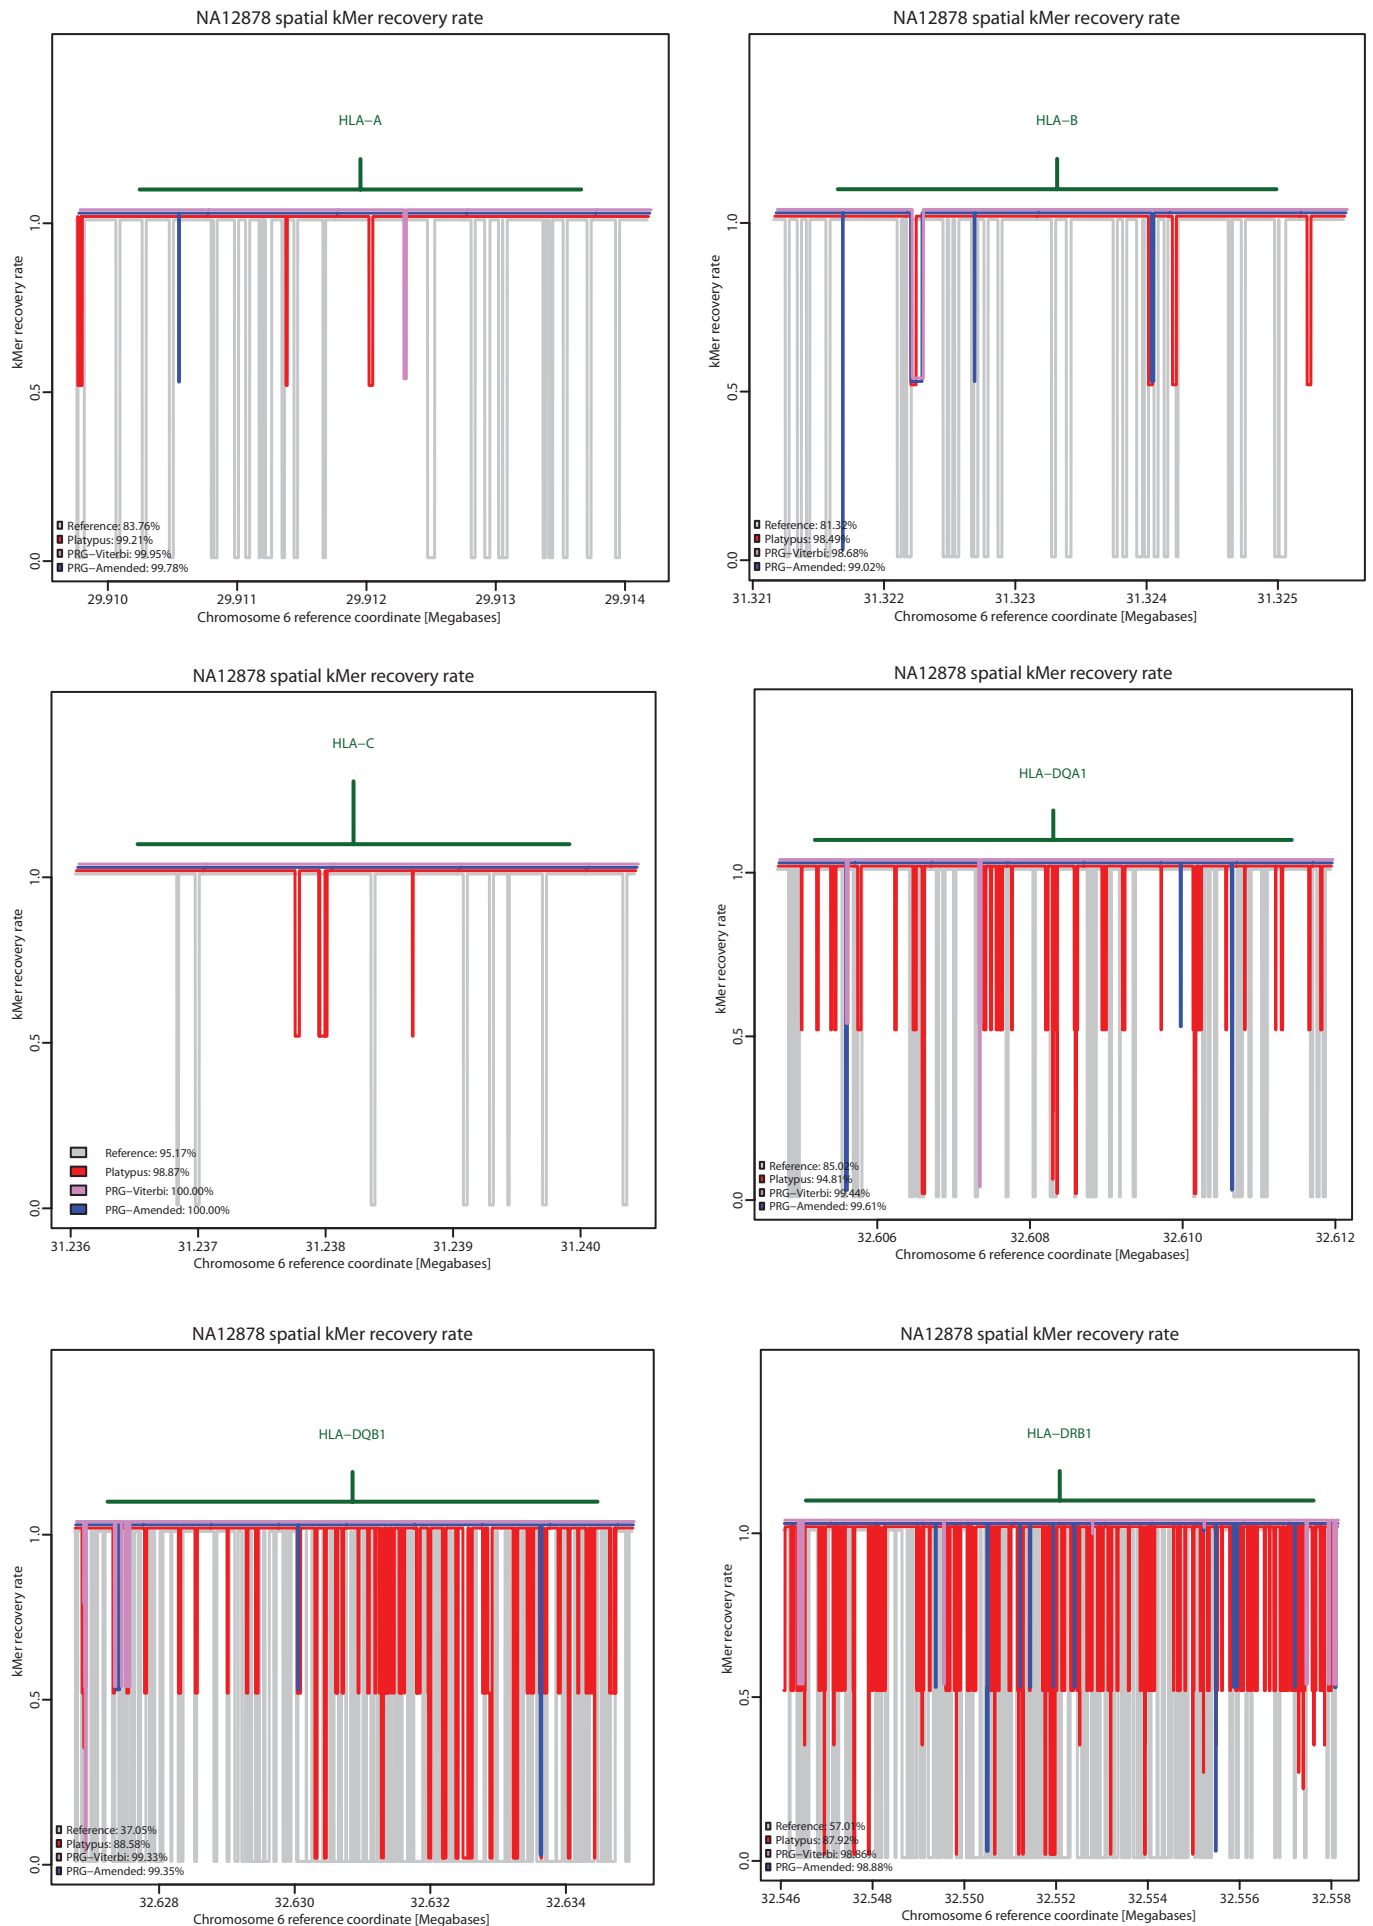 NA12878 spatial kMer recovery rate
HLA−A
kMer recovery rate
1.0
0.5
0.0
Reference: 83.76%
Platypus: 99.21%
PRG−Viterbi: 99.95%
PRG−Amended: 99.78%
29.910 29.911 29.912 29.913 29.914
Chromosome 6 reference coordinate [Megabases]
NA12878 spatial kMer recovery rate
HLA−B
kMer recovery rate
1.0
0.5
0.0
Reference: 81.32%
Platypus: 98.49%
PRG−Viterbi: 98.68%
PRG−Amended: 99.02%
31.321 31.322 31.323 31.324 31.325
Chromosome 6 reference coordinate [Megabases]
NA12878 spatial kMer recovery rate
HLA−C
kMer recovery rate
1.0
0.5
0.0
Reference: 95.17%
Platypus: 98.87%
PRG−Viterbi: 100.00%
PRG−Amended: 100.00%
31.236 31.237 31.238 31.239 31.240
Chromosome 6 reference coordinate [Megabases]
NA12878 spatial kMer recovery rate
HLA−DQA1
kMer recovery rate
1.0
0.5
0.0
Reference: 85.02%
Platypus: 94.81%
PRG−Viterbi: 99.44%
PRG−Amended: 99.61%
32.606 32.608 32.610 32.612
Chromosome 6 reference coordinate [Megabases]
NA12878 spatial kMer recovery rate
HLA−DQB1
kMer recovery rate
1.0
0.5
0.0
Reference: 37.05%
Platypus: 88.58%
PRG−Viterbi: 99.33%
PRG−Amended: 99.35%
32.628 32.630 32.632 32.634
Chromosome 6 reference coordinate [Megabases]
NA12878 spatial kMer recovery rate
HLA−DRB1
kMer recovery rate
1.0
0.5
0.0
Reference: 57.01%
Platypus: 87.92%
PRG−Viterbi: 98.86%
PRG−Amended: 98.88%
32.546 32.548 32.550 32.552 32.554 32.556 32.558
Chromosome 6 reference coordinate [Megabases]